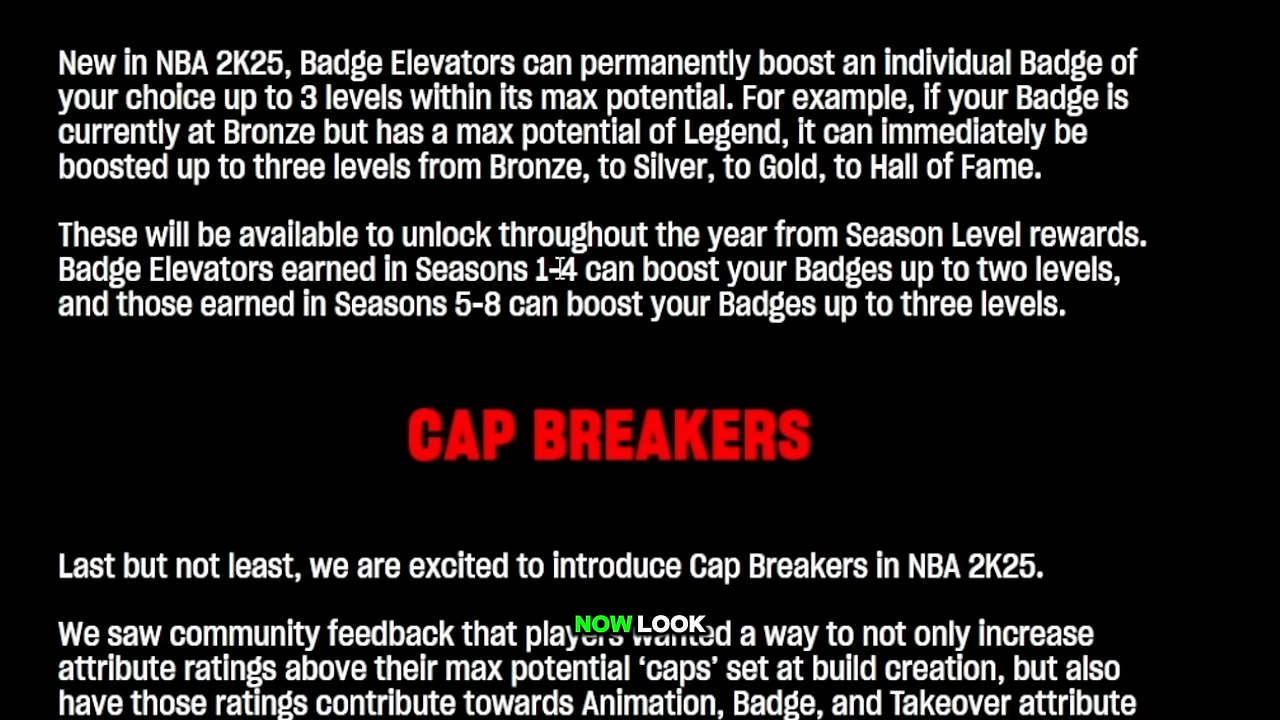 New in NBA 2K25, Badge Elevators can permanently boost an individual Badge of
your choice up to 3 levels within its max potential. For example, if your Badge is
currently at Bronze but has a max potential of Legend, it can immediately be
boosted up to three levels from Bronze, to Silver, to Gold, to Hall of Fame.
These will be available to unlock throughout the year from Season Level rewards.
Badge Elevators earned in Seasons 1-4 can boost your Badges up to two levels,
and those earned in Seasons 5-8 can boost your Badges up to three levels.
CAP BREAKERS
Last but not least, we are excited to introduce Cap Breakers in NBA 2K25.
NOW LOOK
We saw community feedback that players wanted a way to not only increase
attribute ratings above their max potential ‘caps’ set at build creation, but also
have those ratings contribute towards Animation, Badge, and Takeover attribute